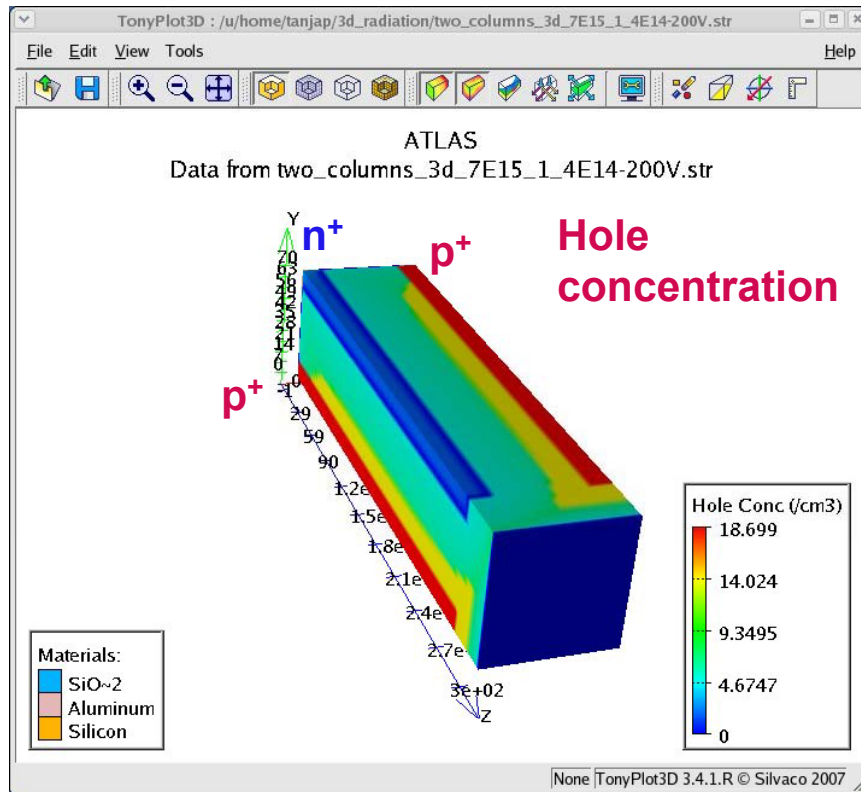 TonyPlot3D : /u/home/tanjap/3d_radiation/two_columns_3d_7E15_1_4E14-200V.str
File Edit View Tools Help
ATLAS
Data from two_columns_3d_7E15_1_4E14-200V.str
Y
n+
p+
Hole
concentration
70
63
56
49
42
35
28
21
14
7
0
0
-1
p+
29
59
90
1.2e
1.5e
1.8e
2.1e
2.4e
2.7e
3e+02
Z
Hole Conc (/cm3)
18.699
14.024
9.3495
4.6747
0
Materials:
SiO~2
Aluminum
Silicon
None TonyPlot3D 3.4.1.R © Silvaco 2007